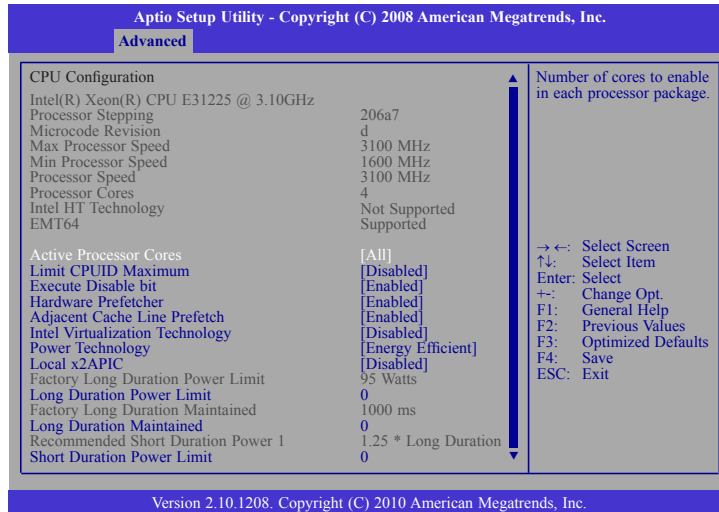 Aptio Setup Utility - Copyright (C) 2008 American Megatrends, Inc.
Advanced
CPU Configuration
Intel(R) Xeon(R) CPU E31225 @ 3.10GHz
Processor Stepping 206a7
Microcode Revision d
Max Processor Speed 3100 MHz
Min Processor Speed 1600 MHz
Processor Speed 3100 MHz
Processor Cores 4
Intel HT Technology Not Supported
EMT64 Supported
Active Processor Cores [All]
Limit CPUID Maximum [Disabled]
Execute Disable bit [Enabled]
Hardware Prefetcher [Enabled]
Adjacent Cache Line Prefetch [Enabled]
Intel Virtualization Technology [Disabled]
Power Technology [Energy Efficient]
Local x2APIC [Disabled]
Factory Long Duration Power Limit 95 Watts
Long Duration Power Limit 0
Factory Long Duration Maintained 1000 ms
Long Duration Maintained 0
Recommended Short Duration Power 1 1.25 * Long Duration
Short Duration Power Limit 0
Number of cores to enable
in each processor package.
→ ←: Select Screen
↑↓: Select Item
Enter: Select
+-: Change Opt.
F1: General Help
F2: Previous Values
F3: Optimized Defaults
F4: Save
ESC: Exit
Version 2.10.1208. Copyright (C) 2010 American Megatrends, Inc.